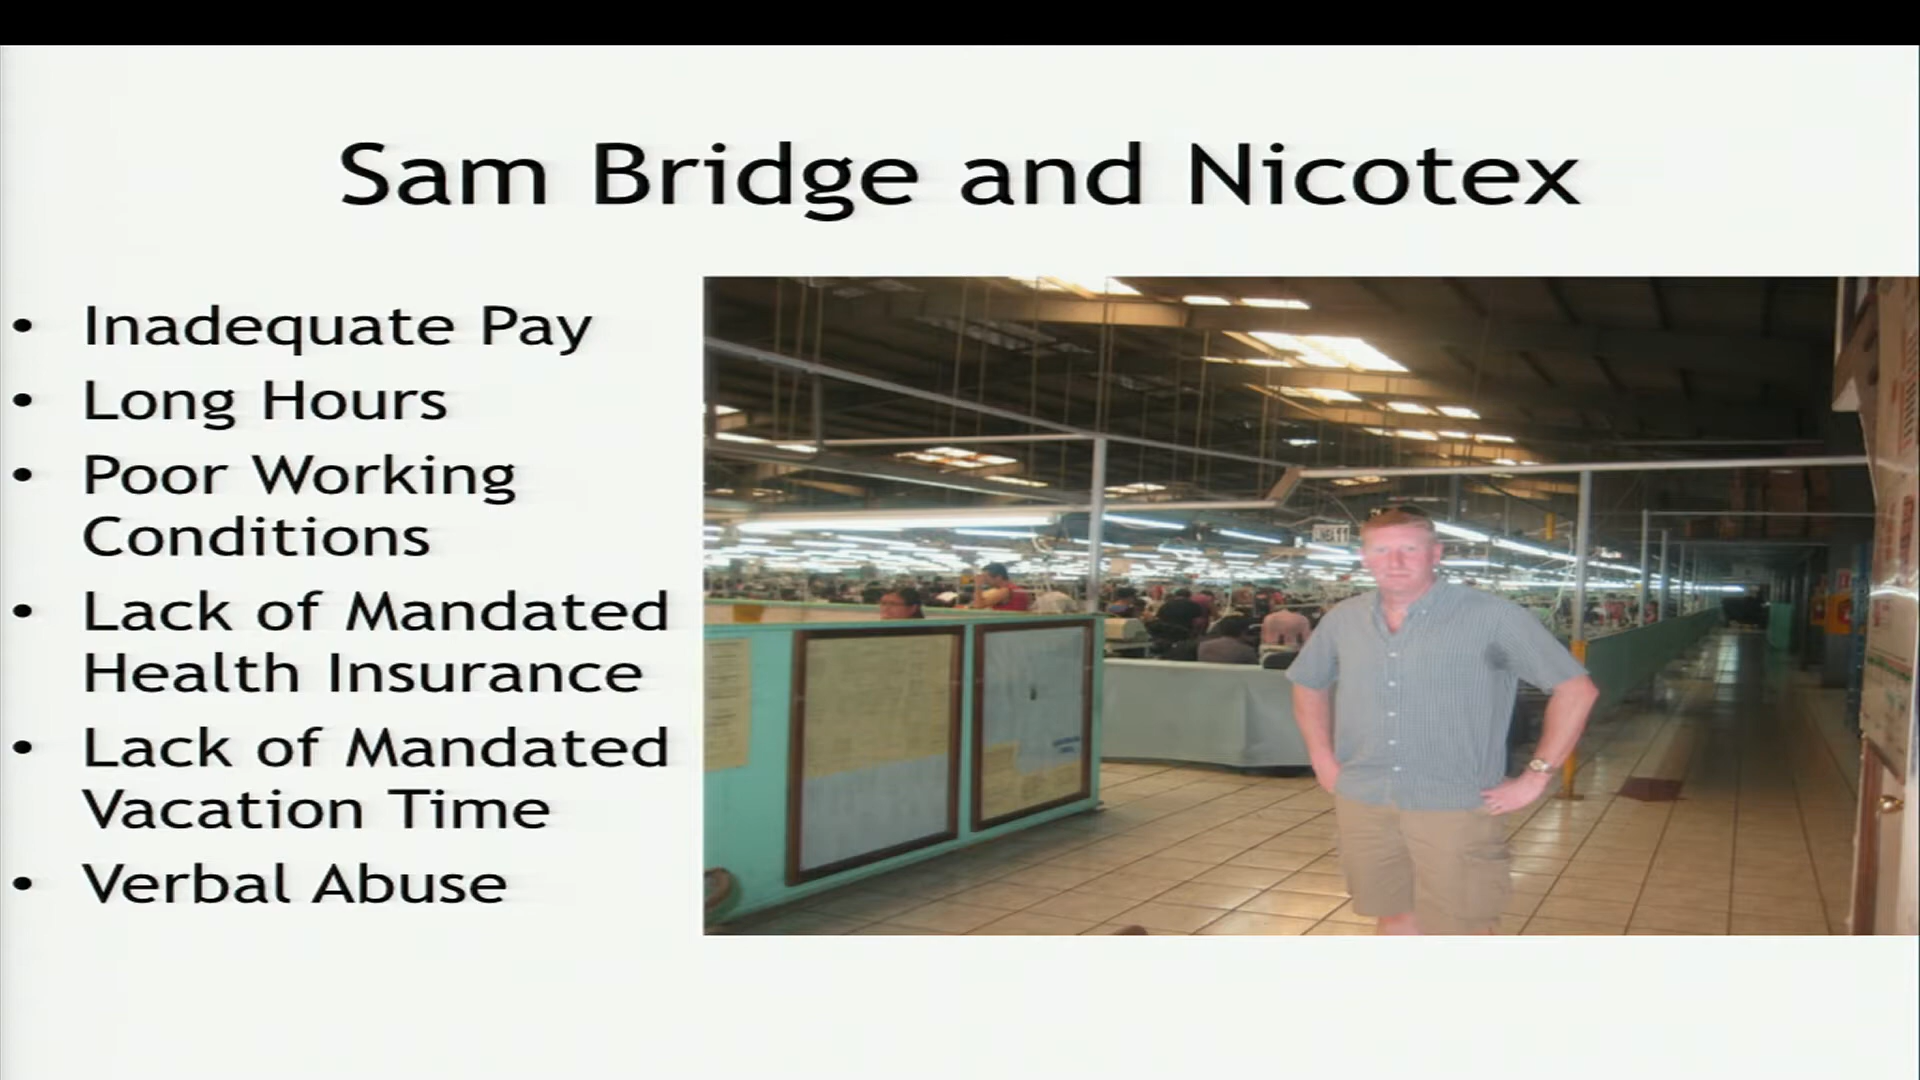 Sam Bridge and Nicotex
• Inadequate Pay
• Long Hours
• Poor Working
Conditions
• Lack of Mandated
Health Insurance
• Lack of Mandated
Vacation Time
• Verbal Abuse